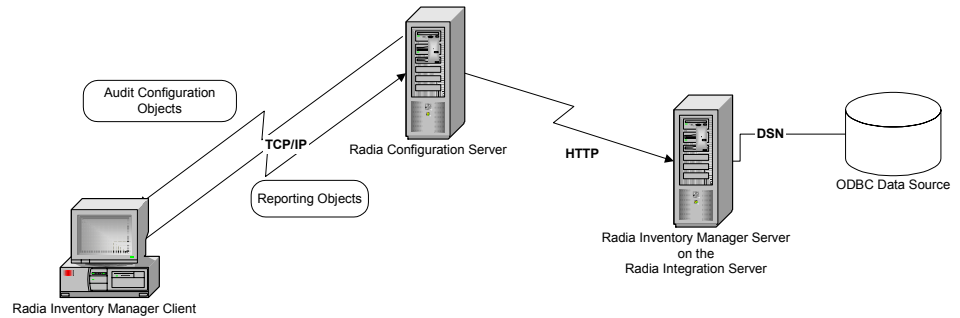 Audit Configuration
Objects
TCP/IP
Reporting Objects
Radia Configuration Server
HTTP
DSN
ODBC Data Source
Radia Inventory Manager Server
on the
Radia Integration Server
Radia Inventory Manager Client